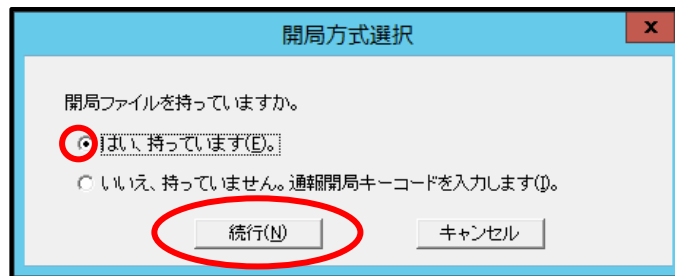 開局方式選択
x
開局ファイルを持っていますか。
はい、持っています(E)。
いいえ、持っていません。通報開局キーコードを入力します(I)。
続行(N)
キャンセル